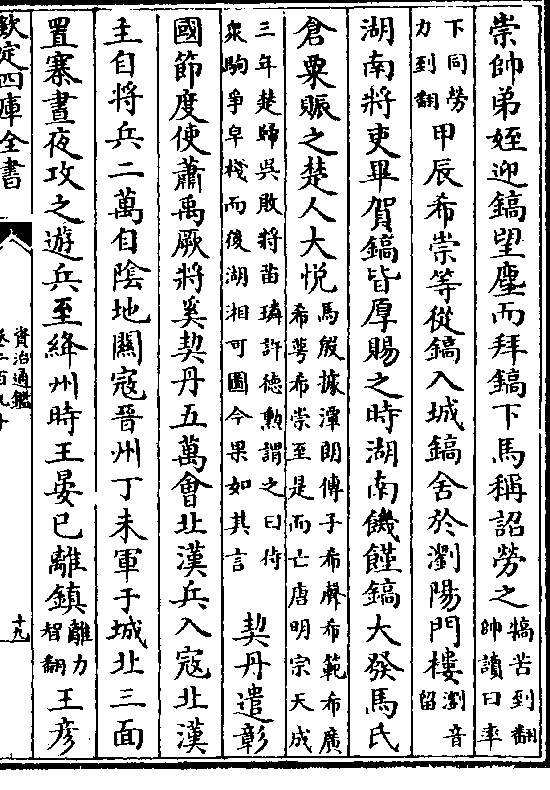 崇帥弟姪迎鎬望塵而拜鎬下馬稱詔勞之犒苦到翻帥讀曰率
下同勞力到翻甲辰希崇等從鎬入城鎬舍於瀏陽門樓瀏音留
湖南將吏畢賀鎬皆厚賜之時湖南饑饉鎬大發馬氏
倉粟賑之楚人大悅馬殷據潭朗傳子希聲希範希廣希萼希崇至是而亡唐明宗天成
三年楚歸吳敗將苗璘許德勲謂之曰待衆駒爭皁棧而後湖湘可圖今果如其言契丹遣彰
國節度使蕭禹厥將奚契丹五萬會北漢兵入寇北漢
主自將兵二萬自陰地關寇晉州丁未軍于城北三面
置寨晝夜攻之遊兵至絳州時王晏已離鎮離力智翻王彥
欽定四庫全書
資治通鑑
卷二百九十
十九